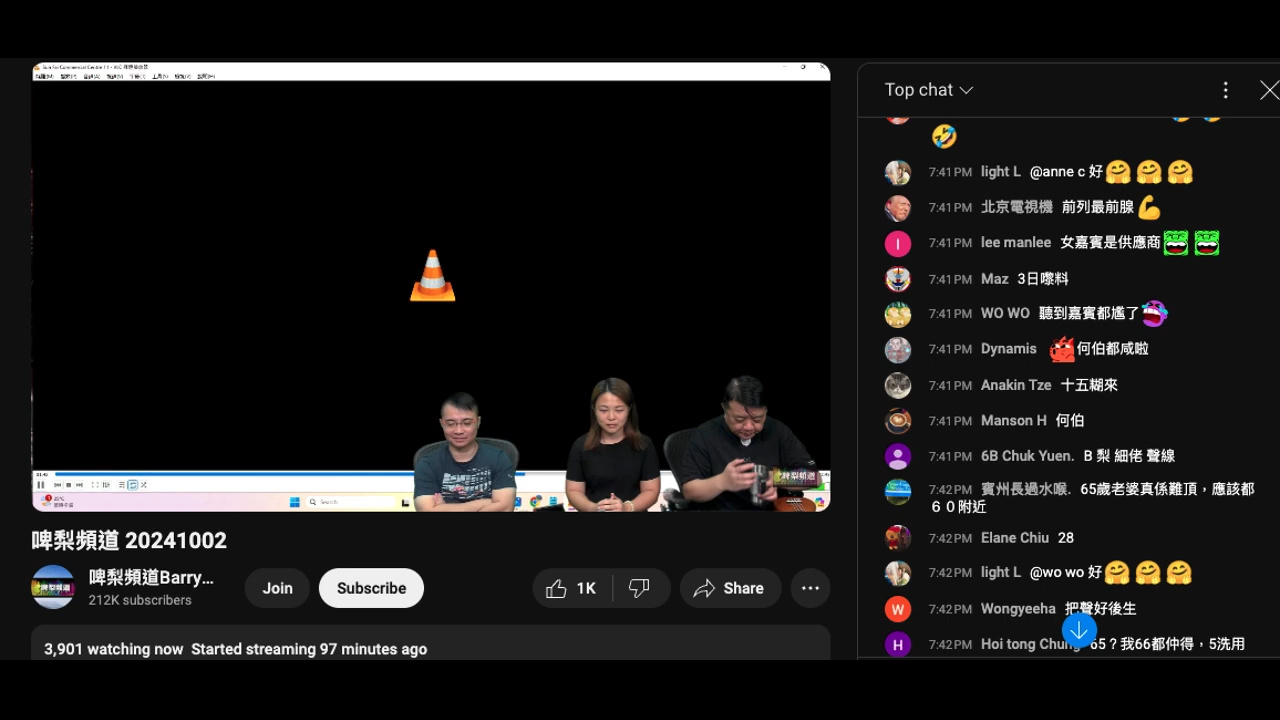 Top chat
7:41 PM light L @anne c 好
7:41 PM 北京電視機 前列最前腺
7:41 PM lee manlee 女嘉賓是供應商
7:41 PM Maz 3日嚟料
7:41 PM WO WO 聽到嘉賓都尷了
7:41 PM Dynamis 何伯都咸啦
7:41 PM Anakin Tze 十五糊來
7:41 PM Manson H 何伯
7:41 PM 6B Chuk Yuen. B 梨 細佬 聲線
7:42 PM 賓州長過水喉. 65歲老婆真係難頂，應該都
６０附近
7:42 PM Elane Chiu 28
7:42 PM light L @wo wo 好
7:42 PM Wongyeeha 把聲好後生
7:42 PM Hoi tong Chung 65？我66都仲得，5洗用
Search
啤梨頻道
啤梨頻道 20241002
啤梨頻道Barry...
212K subscribers
Join
Subscribe
1K
Share
3,901 watching now Started streaming 97 minutes ago